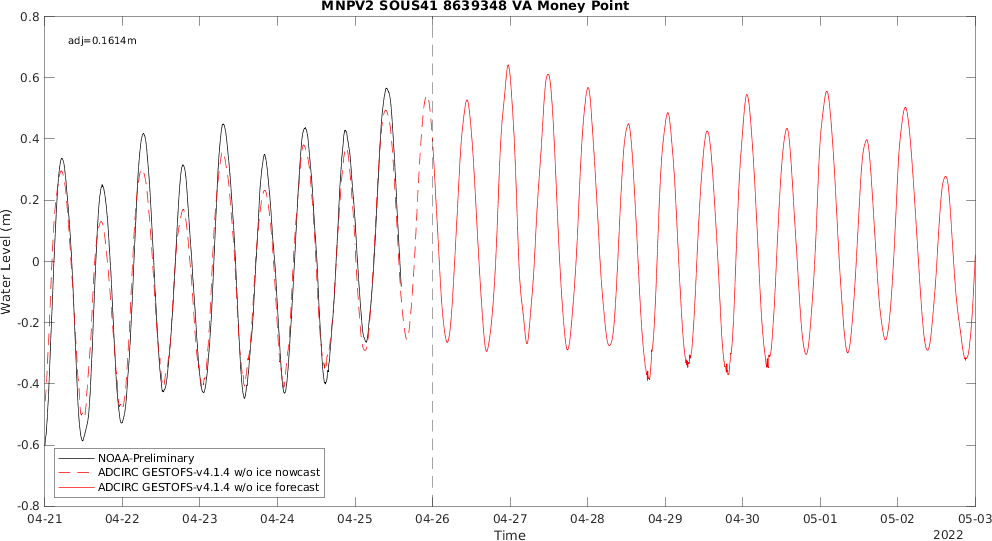 MNPV2 SOUS41 8639348 VA Money Point
adj=0.1614m
0.8
0.6
0.4
0.2
0
-0.2
-0.4
-0.6
-0.8
Water Level (m)
NOAA-Preliminary
ADCIRC GESTOFS-v4.1.4 w/o ice nowcast
ADCIRC GESTOFS-v4.1.4 w/o ice forecast
04-21 04-22 04-23 04-24 04-25 04-26 04-27 04-28 04-29 04-30 05-01 05-02 05-03
Time
2022